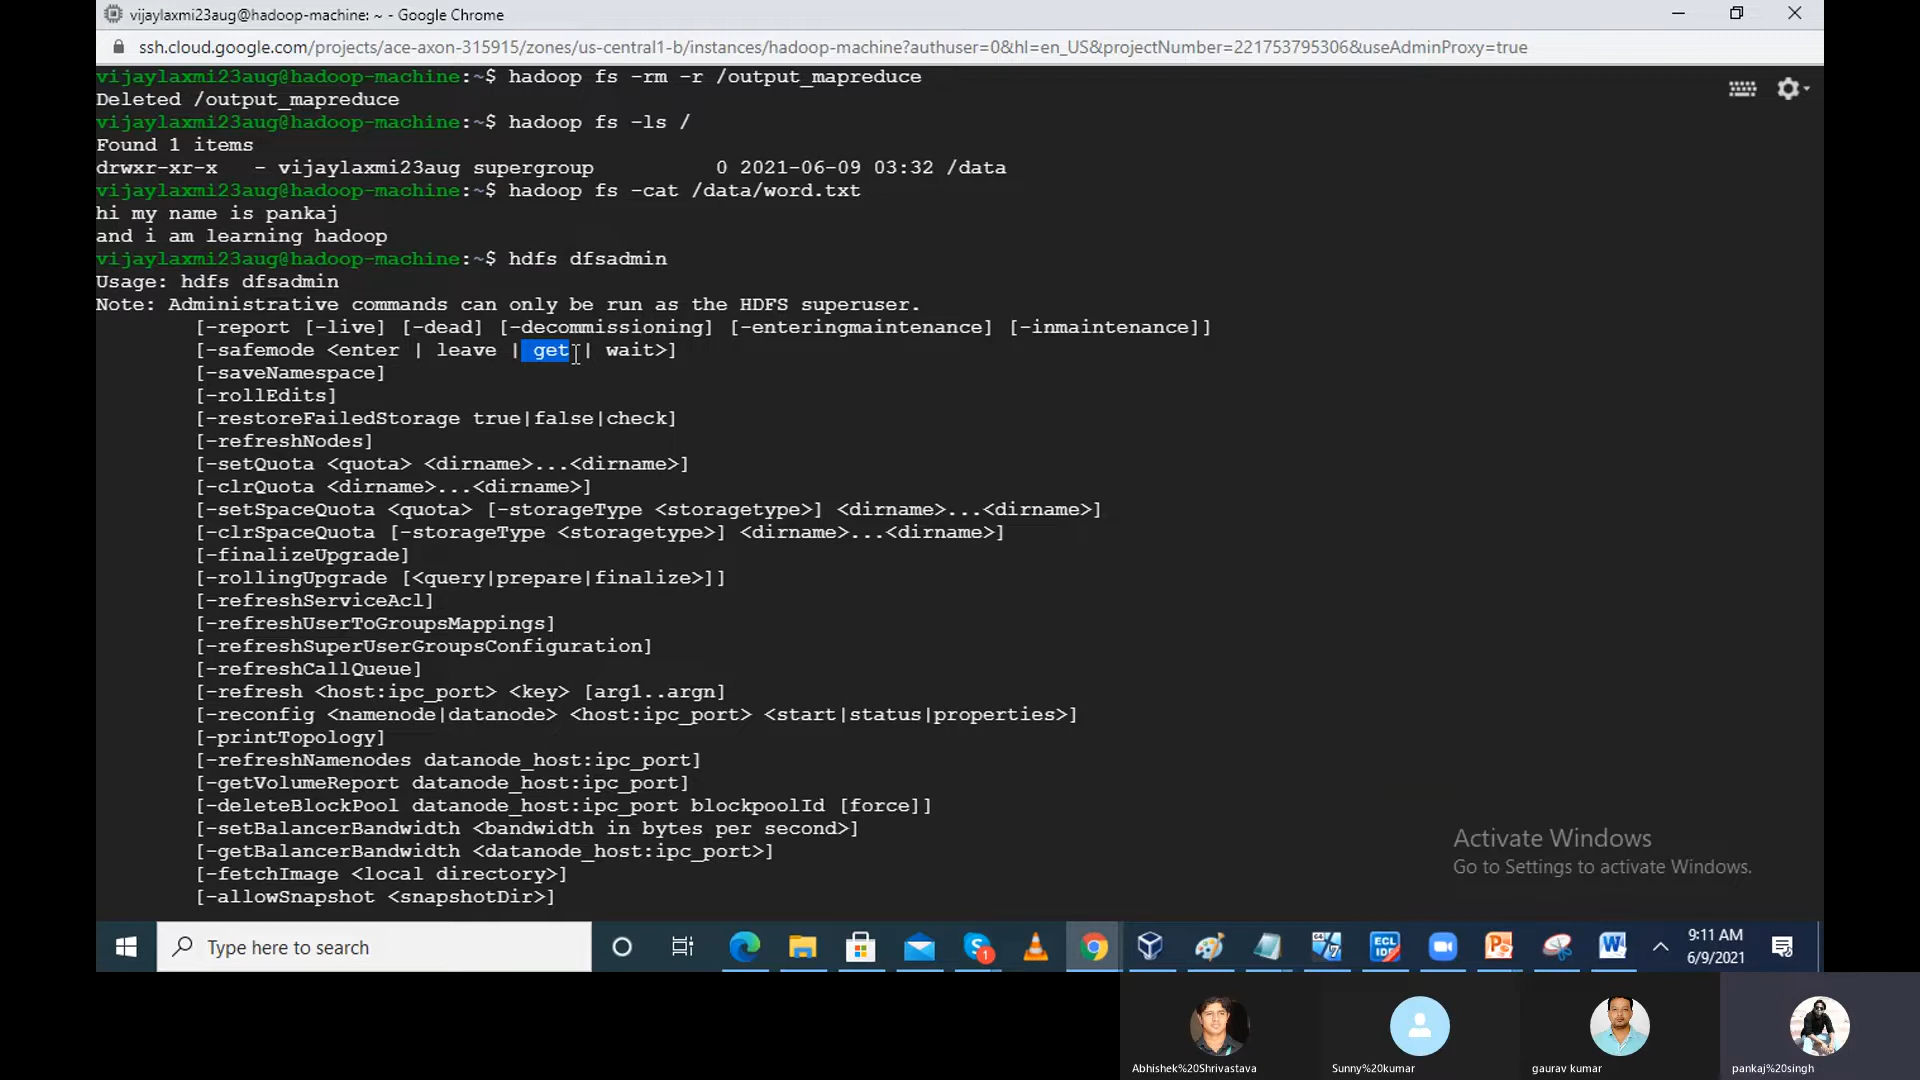 vijaylaxmi23aug@hadoop-machine: ~ - Google Chrome
ssh.cloud.google.com/projects/ace-axon-315915/zones/us-central1-b/instances/hadoop-machine?authuser=0&hl=en_US&projectNumber=221753795306&useAdminProxy=true
vijaylaxmi23aug@hadoop-machine:~$ hadoop fs -rm -r /output_mapreduce
Deleted /output_mapreduce
vijaylaxmi23aug@hadoop-machine:~$ hadoop fs -ls /
Found 1 items
drwxr-xr-x   - vijaylaxmi23aug supergroup          0 2021-06-09 03:32 /data
vijaylaxmi23aug@hadoop-machine:~$ hadoop fs -cat /data/word.txt
hi my name is pankaj
and i am learning hadoop
vijaylaxmi23aug@hadoop-machine:~$ hdfs dfsadmin
Usage: hdfs dfsadmin
Note: Administrative commands can only be run as the HDFS superuser.
[-report [-live] [-dead] [-decommissioning] [-enteringmaintenance] [-inmaintenance]]
[-safemode <enter | leave | get | wait>]
[-saveNamespace]
[-rollEdits]
[-restoreFailedStorage true|false|check]
[-refreshNodes]
[-setQuota <quota> <dirname>...<dirname>]
[-clrQuota <dirname>...<dirname>]
[-setSpaceQuota <quota> [-storageType <storagetype>] <dirname>...<dirname>]
[-clrSpaceQuota [-storageType <storagetype>] <dirname>...<dirname>]
[-finalizeUpgrade]
[-rollingUpgrade [<query|prepare|finalize>]]
[-refreshServiceAcl]
[-refreshUserToGroupsMappings]
[-refreshSuperUserGroupsConfiguration]
[-refreshCallQueue]
[-refresh <host:ipc_port> <key> [arg1..argn]
[-reconfig <namenode|datanode> <host:ipc_port> <start|status|properties>]
[-printTopology]
[-refreshNamenodes datanode_host:ipc_port]
[-getVolumeReport datanode_host:ipc_port]
[-deleteBlockPool datanode_host:ipc_port blockpoolId [force]]
[-setBalancerBandwidth <bandwidth in bytes per second>]
[-getBalancerBandwidth <datanode_host:ipc_port>]
[-fetchImage <local directory>]
[-allowSnapshot <snapshotDir>]
Activate Windows
Go to Settings to activate Windows.
Type here to search
1
64
7
ECL
IDE
P
W
9:11 AM
6/9/2021
Abhishek%20Shrivastava
Sunny%20kumar
gaurav kumar
pankaj%20singh